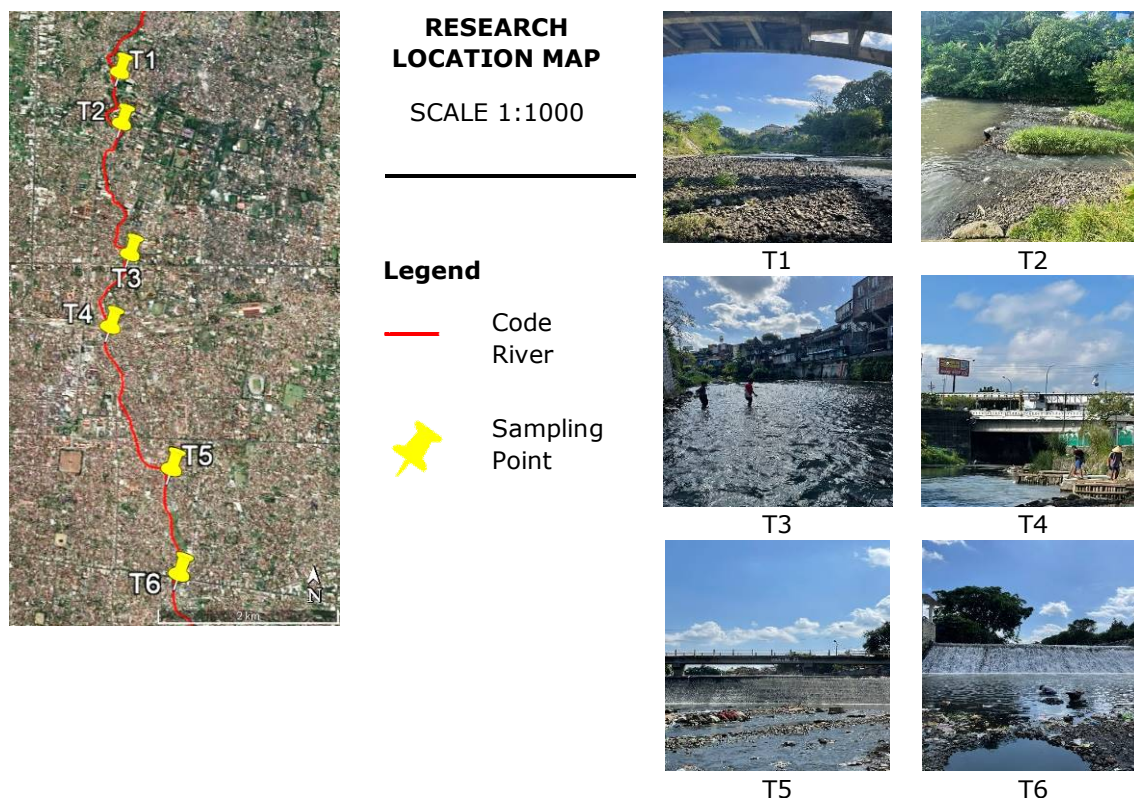 T1
T2
T3
T4
T5
T6
N
2 km
RESEARCH
LOCATION MAP
SCALE 1:1000
Legend
Code
River
Sampling
Point
T1
T2
T3
T4
T5
T6